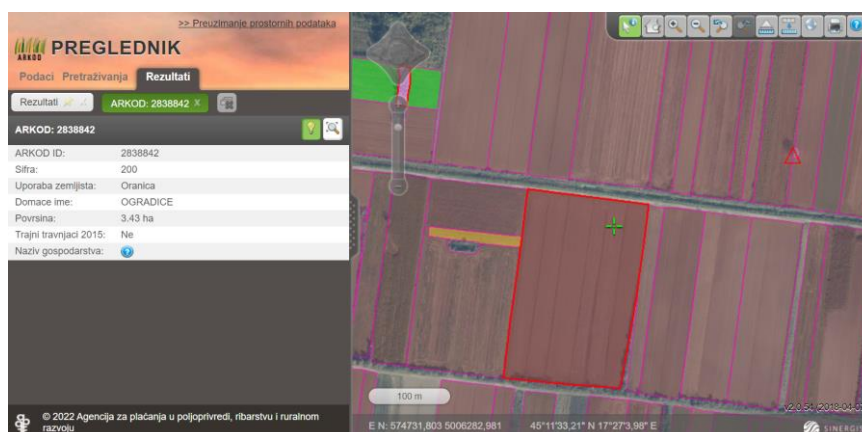 >> Preuzimanje prostornih podataka
ARKOD PREGLEDNIK
Podaci Pretraživanja Rezultati
Rezultati ARKOD: 2838842 X
ARKOD: 2838842
ARKOD ID: 2838842
Sifra: 200
Uporaba zemljista: Oranica
Domace ime: OGRADICE
Povrsina: 3.43 ha
Trajni travnjaci 2015: Ne
Naziv gospodarstva:
© 2022 Agencija za plaćanja u poljoprivredi, ribarstvu i ruralnom
razvoju
100 m
E N: 574731,803 5006282,981 45°11'33,21" N 17°27'3,98" E